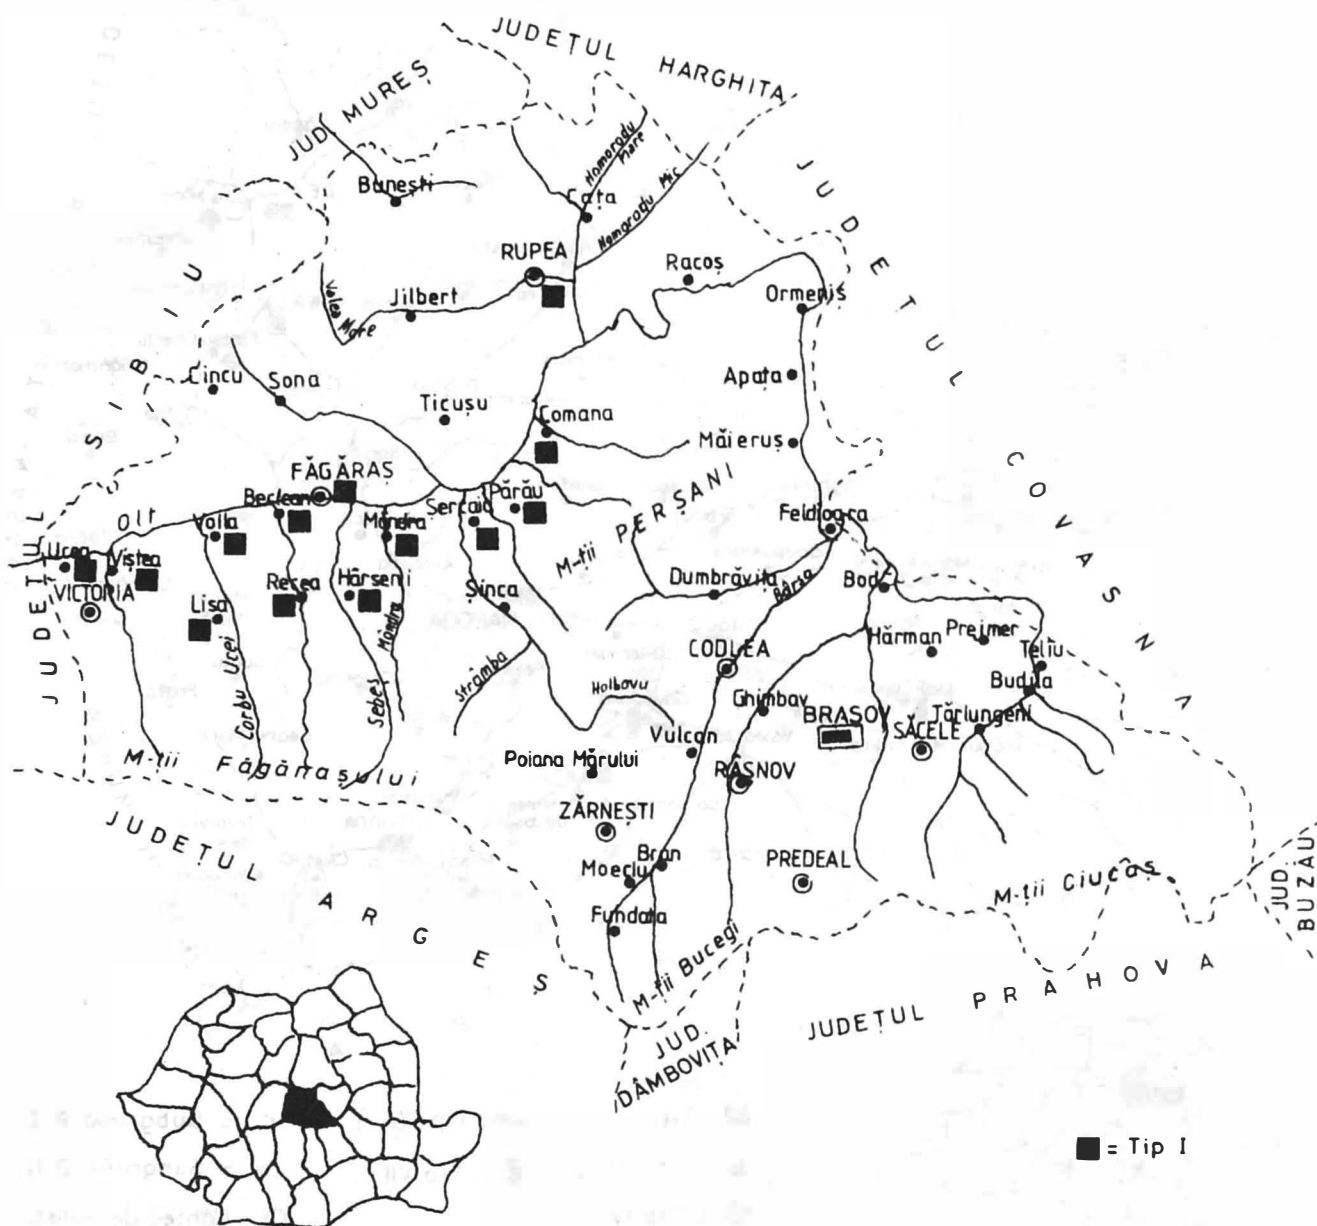 JUDEȚUL HARGHITA
JUD MUREȘ
JUDEȚUL COVASNA
JUDEȚUL SIBIU
Homorodu Mare
Homorodu Mic
Bunești
Cața
RUPEA
Racoș
Ormeniș
Jilbert
Valea Mare
Cincu
Sona
Ticușu
Apața
Comana
Măieruș
FĂGĂRAȘ
Beclean
Părău
Șercaia
M-ții PERȘANI
Feldioara
Olt
Voila
Mândra
Ucea
Viștea
VICTORIA
Recea
Hârseni
Șinca
Dumbrăvița
Bârsa
Bod
Lisa
Hărman
Prejmer
Teliu
Corbu Ucei
Sebeș
Mândra
Strâmba
Holbavu
CODLEA
Ghimbav
Budila
BRAȘOV
SĂCELE
Tărlungeni
Vulcan
M-ții Făgărașului
Poiana Mărului
RÂSNOV
ZĂRNEȘTI
Bran
Moeciu
PREDEAL
Fundata
M-ții Ciucăș
M-ții Bucegi
JUD. BUZĂU
JUDEȚUL ARGEȘ
JUD. DÂMBOVIȚA
JUDEȚUL PRAHOVA
= Tip I